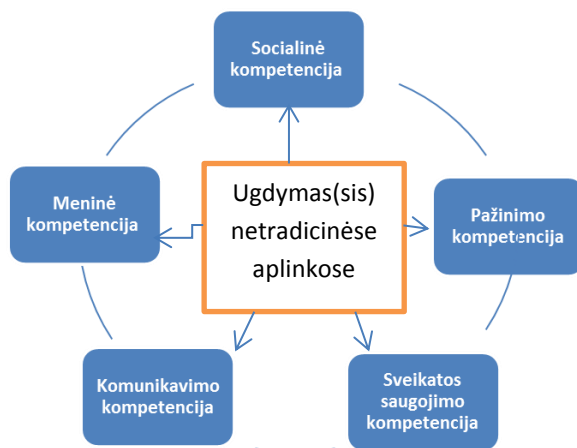 Socialinė
kompetencija
Meninė
kompetencija
Ugdymas(sis)
netradicinėse
aplinkose
Pažinimo
kompetencija
Komunikavimo
kompetencija
Sveikatos
saugojimo
kompetencija